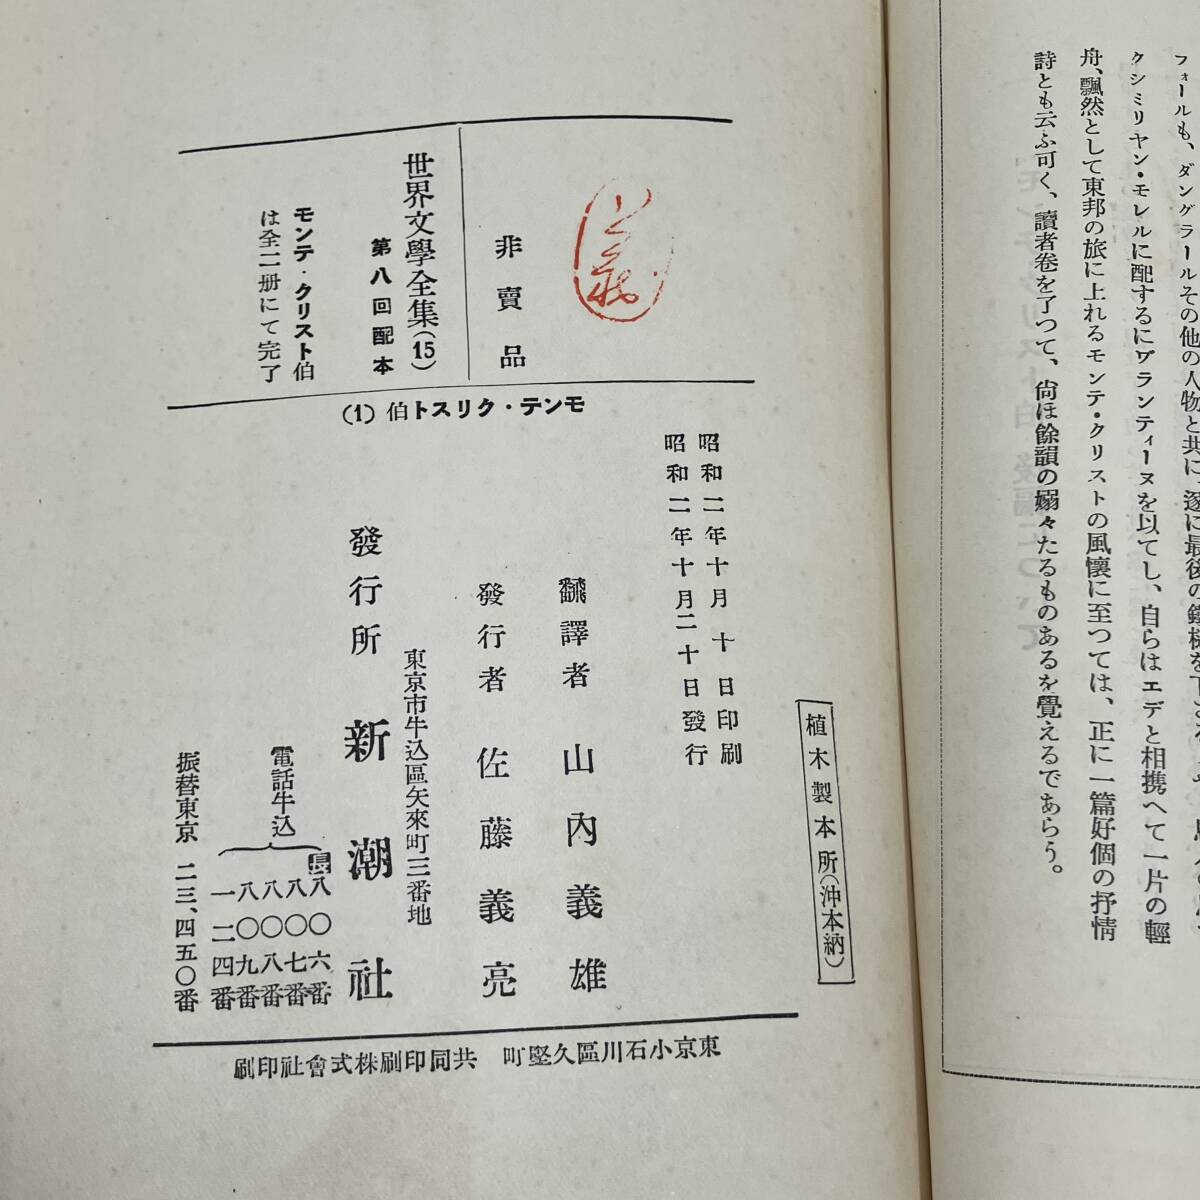 フォールも、ダングラールその他の人物と共に、遂に最後の
クシミリヤン・モレルに配するにヷランティーヌを以てし、自らはエデと相携へて一片の輕
舟、飄然として東邦の旅に上れるモンテ・クリストの風懷に至つては、正に一篇好個の抒情
詩とも云ふ可く、讀者卷を了つて、尙ほ餘韻の嫋々たるものあるを覺えるであらう。
非賣品
世界文學全集(15)
第八回配本
モンテ・クリスト伯
は全二册にて完了
(1) 伯トスリク・テンモ
昭和二年十月十日印刷
昭和二年十月二十日發行
飜譯者 山內義雄
發行者 佐藤義亮
東京市牛込區矢來町三番地
發行所 新潮社
電話牛込
長八〇六番
八〇七番
八〇八番
八〇九番
一二四番
振替東京 二三、四五〇番
植木製本所(沖本納)
刷印社會式株刷印同共 町堅久區川石小京東